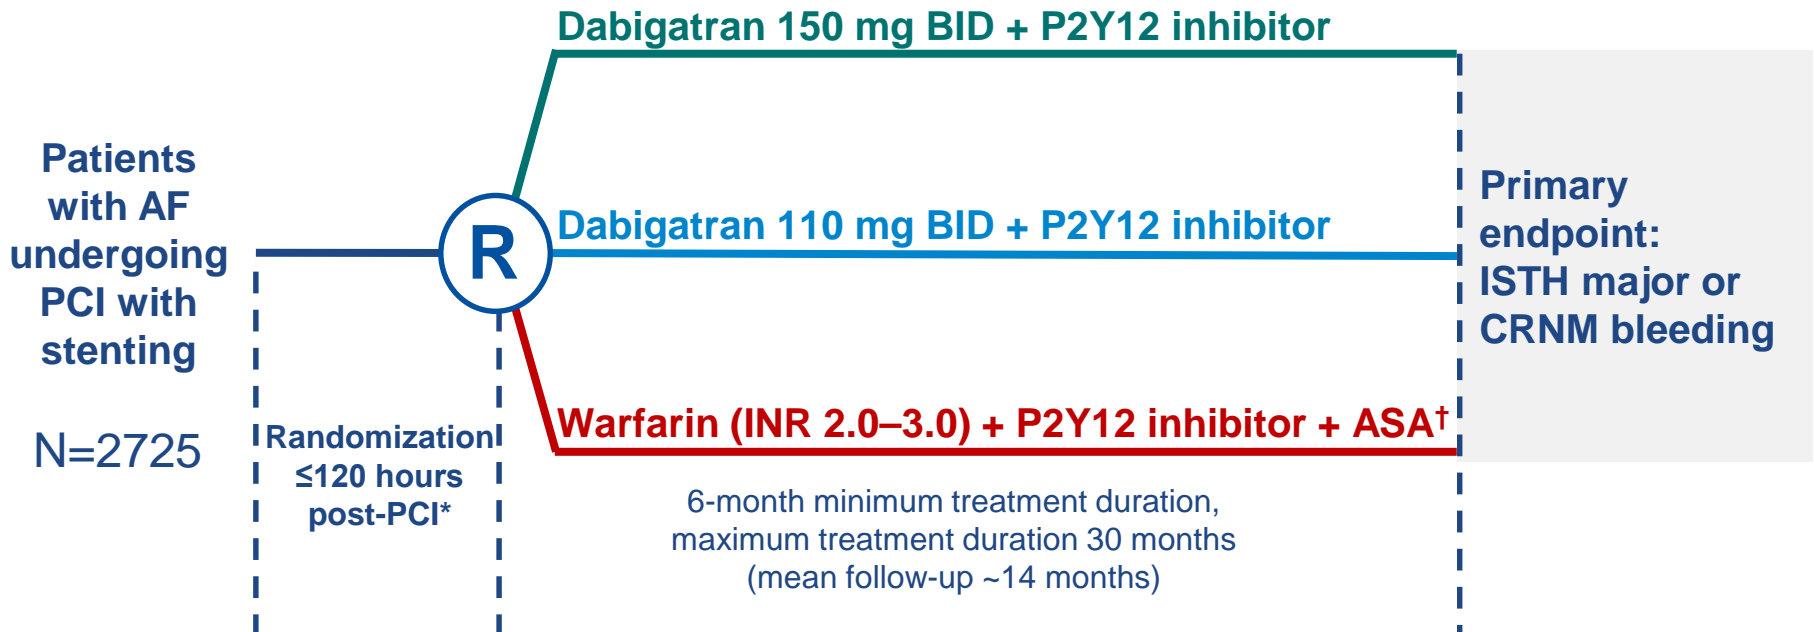 Dabigatran 150 mg BID + P2Y12 inhibitor
Patients
with AF
undergoing
PCI with
stenting
N=2725
R
Dabigatran 110 mg BID + P2Y12 inhibitor
Primary
endpoint:
ISTH major or
CRNM bleeding
Randomization
≤120 hours
post-PCI*
Warfarin (INR 2.0–3.0) + P2Y12 inhibitor + ASA†
6-month minimum treatment duration,
maximum treatment duration 30 months
(mean follow-up ~14 months)